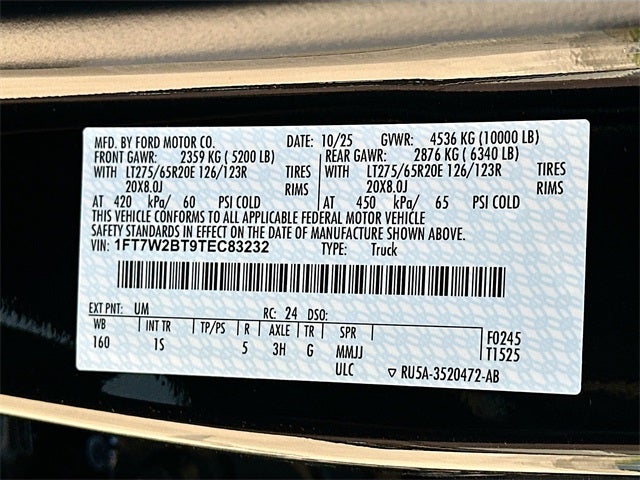 MFD. BY FORD MOTOR CO. DATE: 10/25 GVWR: 4536 KG (10000 LB)
FRONT GAWR: 2359 KG ( 5200 LB) REAR GAWR: 2876 KG ( 6340 LB)
WITH LT275/65R20E 126/123R TIRES WITH LT275/65R20E 126/123R TIRES
20X8.0J RIMS 20X8.0J RIMS
AT 420 kPa/ 60 PSI COLD AT 450 kPa/ 65 PSI COLD
THIS VEHICLE CONFORMS TO ALL APPLICABLE FEDERAL MOTOR VEHICLE
SAFETY STANDARDS IN EFFECT ON THE DATE OF MANUFACTURE SHOWN ABOVE.
VIN: 1FT7W2BT9TEC83232 TYPE: Truck
EXT PNT: UM RC: 24 DSO:
WB INT TR TP/PS R AXLE TR SPR F0245
160 1S 5 3H G MMJJ T1525
ULC ▽ RU5A-3520472-AB